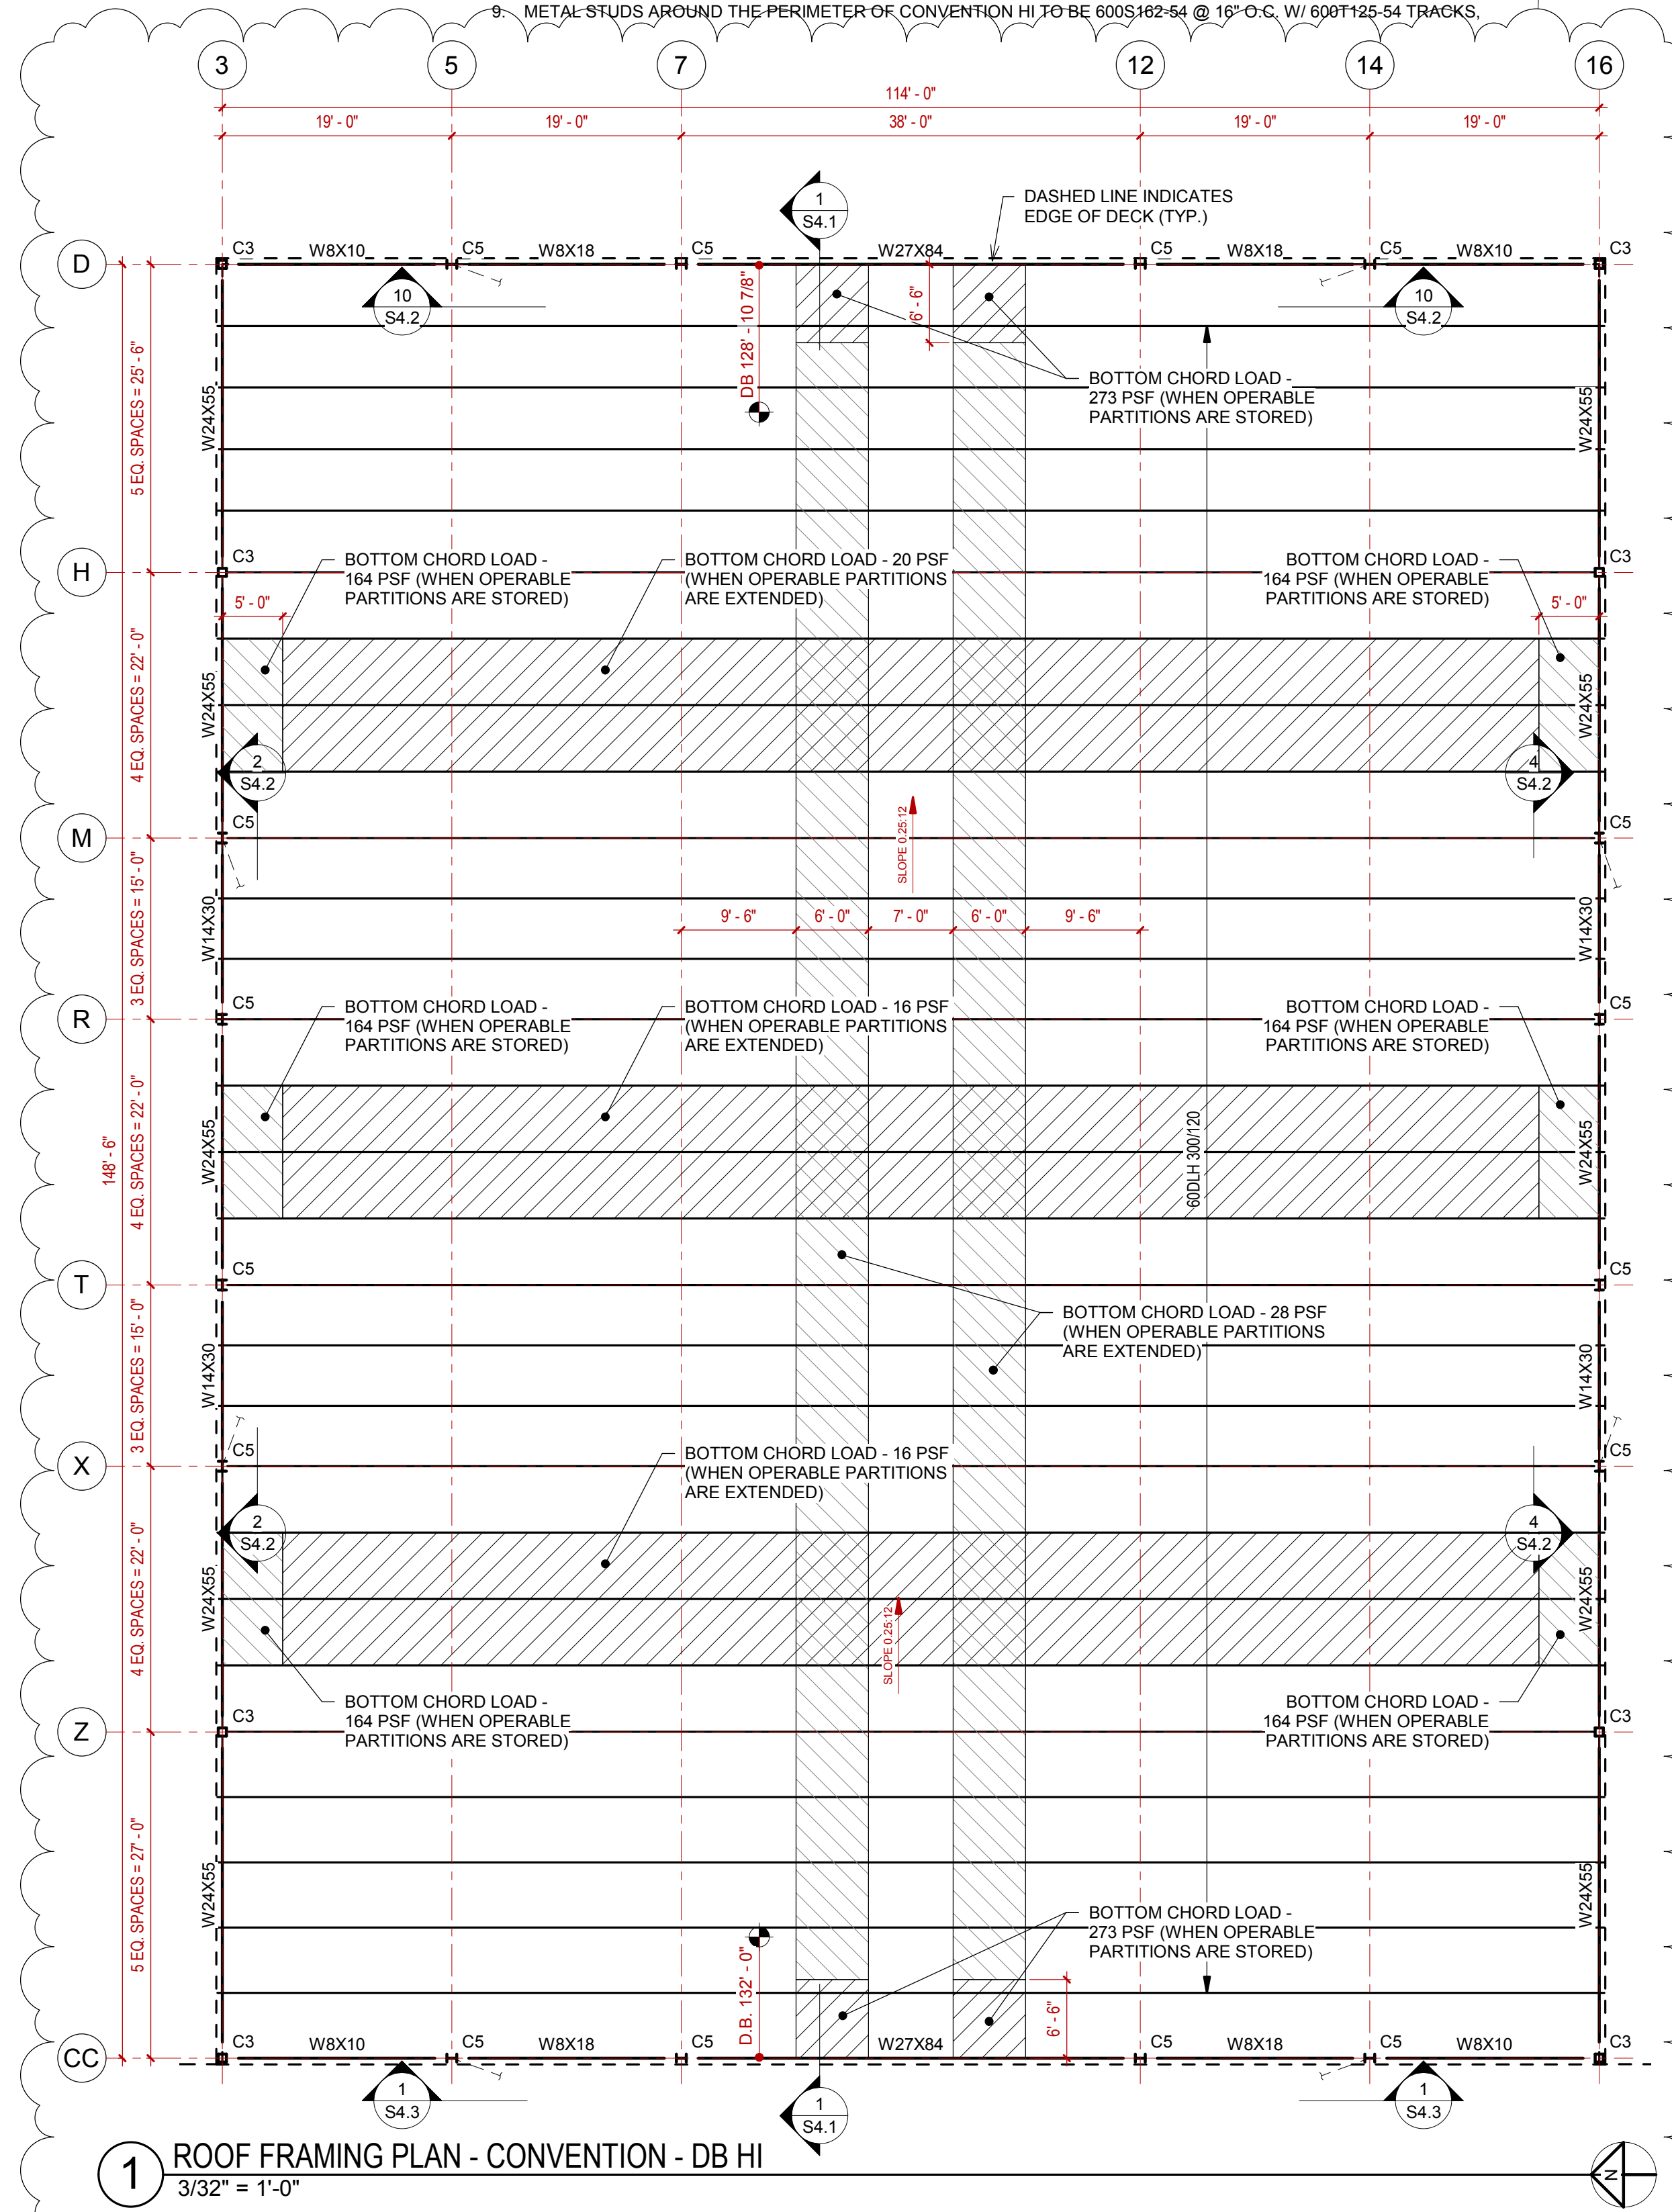 9. METAL STUDS AROUND THE PERIMETER OF CONVENTION HI TO BE 600S162-54 @ 16" O.C. W/ 600T125-54 TRACKS,
3 5 7 12 14 16
114' - 0"
19' - 0" 19' - 0" 38' - 0" 19' - 0" 19' - 0"
1
S4.1
DASHED LINE INDICATES
EDGE OF DECK (TYP.)
D
C3 W8X10 C5 W8X18 C5 W27X84 C5 W8X18 C5 W8X10 C3
10
S4.2
DB 128' - 10 7/8"
6' - 6"
10
S4.2
5 EQ. SPACES = 25' - 6"
W24X55
BOTTOM CHORD LOAD -
273 PSF (WHEN OPERABLE
PARTITIONS ARE STORED)
W24X55
H
C3
BOTTOM CHORD LOAD -
164 PSF (WHEN OPERABLE
PARTITIONS ARE STORED)
BOTTOM CHORD LOAD - 20 PSF
(WHEN OPERABLE PARTITIONS
ARE EXTENDED)
BOTTOM CHORD LOAD -
164 PSF (WHEN OPERABLE
PARTITIONS ARE STORED)
C3
5' - 0"
5' - 0"
4 EQ. SPACES = 22' - 0"
W24X55
W24X55
2
S4.2
4
S4.2
M
C5
SLOPE 0.25:12
C5
3 EQ. SPACES = 15' - 0"
W14X30
9' - 6" 6' - 0" 7' - 0" 6' - 0" 9' - 6"
W14X30
R
C5
BOTTOM CHORD LOAD -
164 PSF (WHEN OPERABLE
PARTITIONS ARE STORED)
BOTTOM CHORD LOAD - 16 PSF
(WHEN OPERABLE PARTITIONS
ARE EXTENDED)
BOTTOM CHORD LOAD -
164 PSF (WHEN OPERABLE
PARTITIONS ARE STORED)
C5
148' - 6"
4 EQ. SPACES = 22' - 0"
W24X55
60DLH 300/120
W24X55
T
C5
C5
3 EQ. SPACES = 15' - 0"
W14X30
BOTTOM CHORD LOAD - 28 PSF
(WHEN OPERABLE PARTITIONS
ARE EXTENDED)
W14X30
X
C5
BOTTOM CHORD LOAD - 16 PSF
(WHEN OPERABLE PARTITIONS
ARE EXTENDED)
C5
2
S4.2
4
S4.2
4 EQ. SPACES = 22' - 0"
W24X55
SLOPE 0.25:12
W24X55
Z
C3
BOTTOM CHORD LOAD -
164 PSF (WHEN OPERABLE
PARTITIONS ARE STORED)
BOTTOM CHORD LOAD -
164 PSF (WHEN OPERABLE
PARTITIONS ARE STORED)
C3
5 EQ. SPACES = 27' - 0"
W24X55
D.B. 132' - 0"
BOTTOM CHORD LOAD -
273 PSF (WHEN OPERABLE
PARTITIONS ARE STORED)
W24X55
6' - 6"
CC
C3 W8X10 C5 W8X18 C5 W27X84 C5 W8X18 C5 W8X10 C3
1
S4.3
1
S4.1
1
S4.3
1 ROOF FRAMING PLAN - CONVENTION - DB HI
3/32" = 1'-0"
N